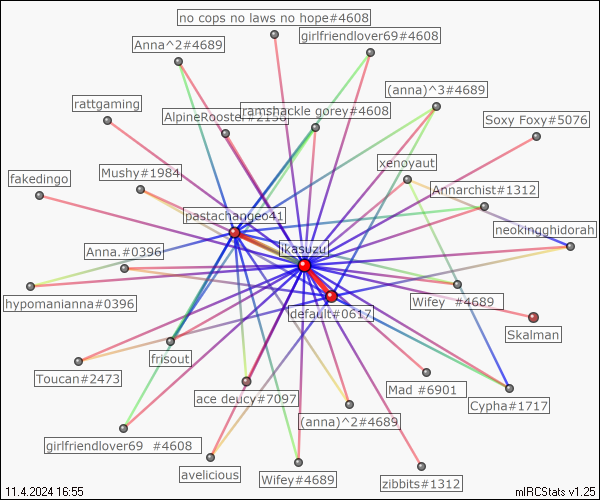 no cops no laws no hope#4608
girlfriendlover69#4608
Anna^2#4689
(anna)^3#4689
rattgaming
AlpineRooster#2138
ramshackle gorey#4608
Soxy Foxy#5076
xenoyaut
Mushy#1984
fakedingo
Annarchist#1312
pastachangeo41
neokingghidorah
ikasuzu
Anna.#0396
hypomanianna#0396
Wifey #4689
default#0617
Skalman
frisout
Toucan#2473
Mad #6901
ace deucy#7097
Cypha#1717
(anna)^2#4689
girlfriendlover69 #4608
avelicious
Wifey#4689
zibbits#1312
11.4.2024 16:55
mIRCStats v1.25